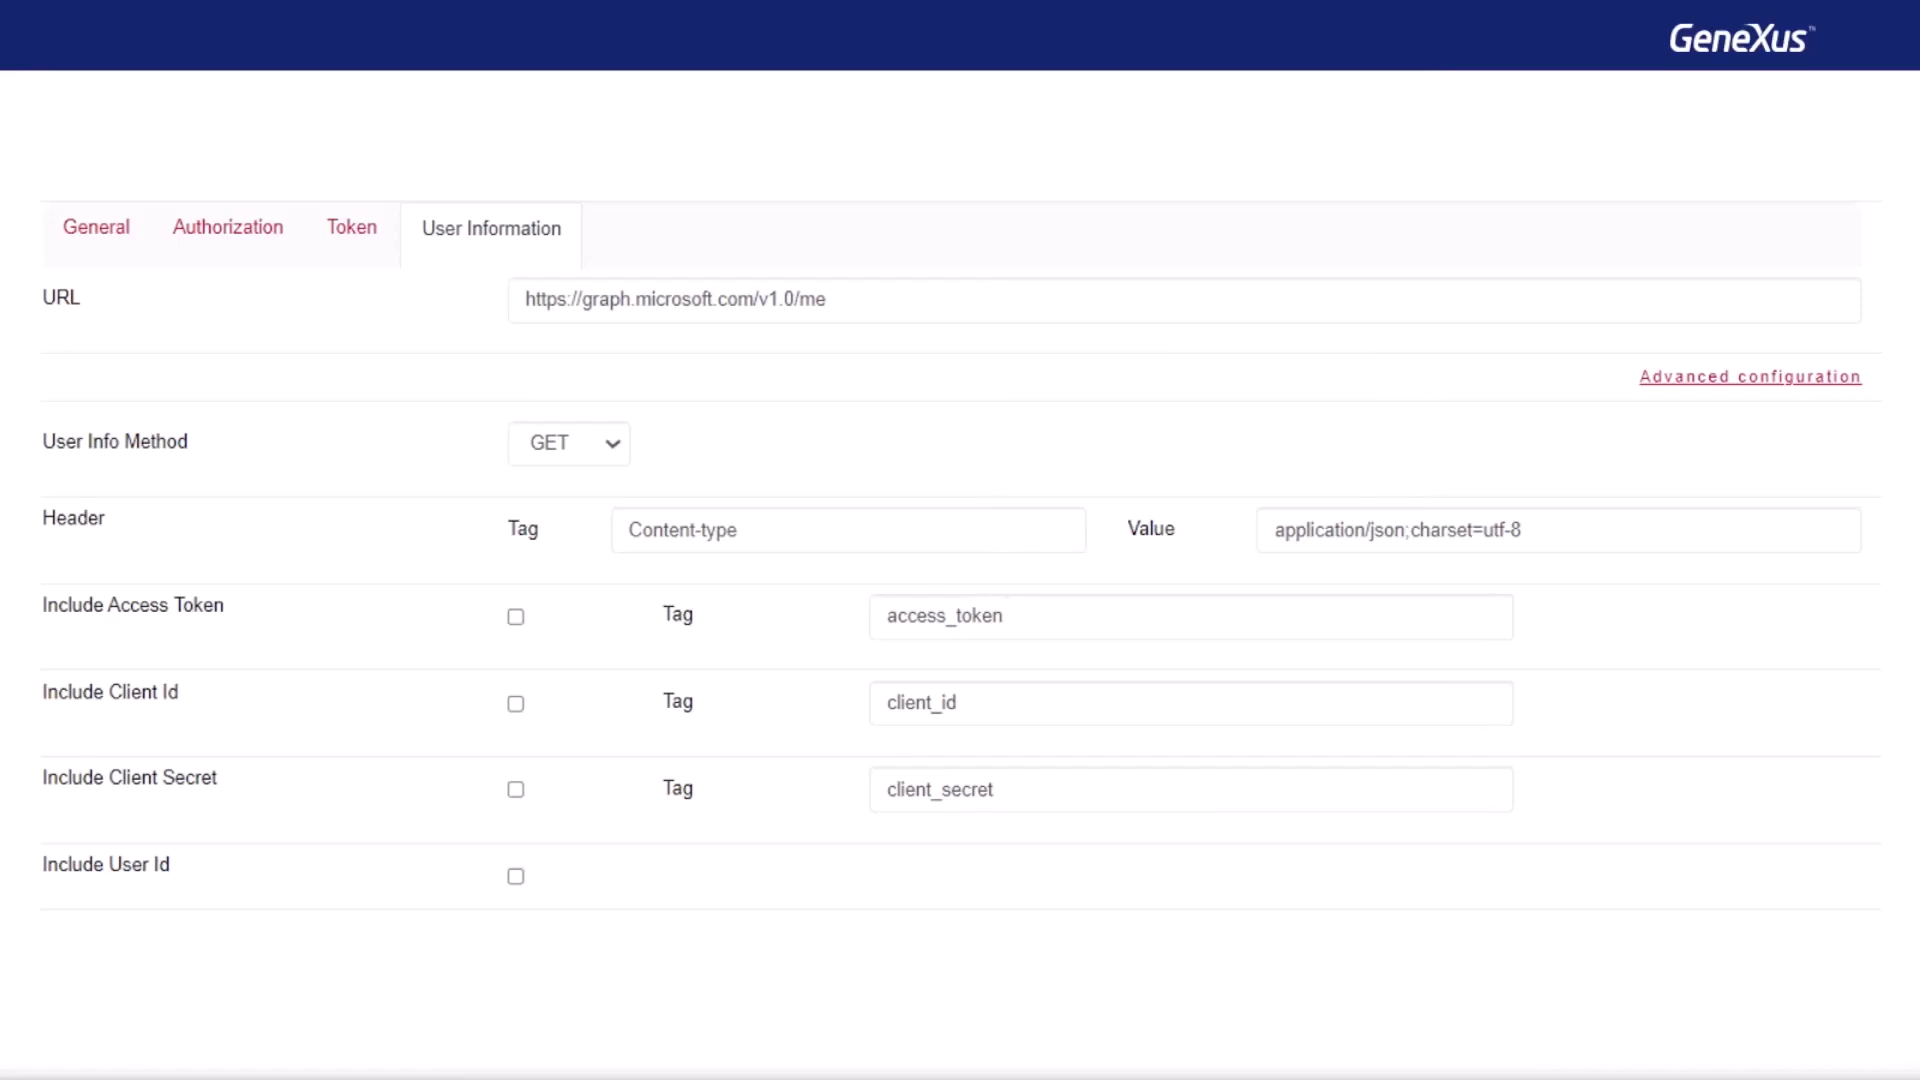 GeneXus™
General Authorization Token User Information
URL https://graph.microsoft.com/v1.0/me
Advanced configuration
User Info Method GET
Header Tag Content-type Value application/json;charset=utf-8
Include Access Token Tag access_token
Include Client Id Tag client_id
Include Client Secret Tag client_secret
Include User Id